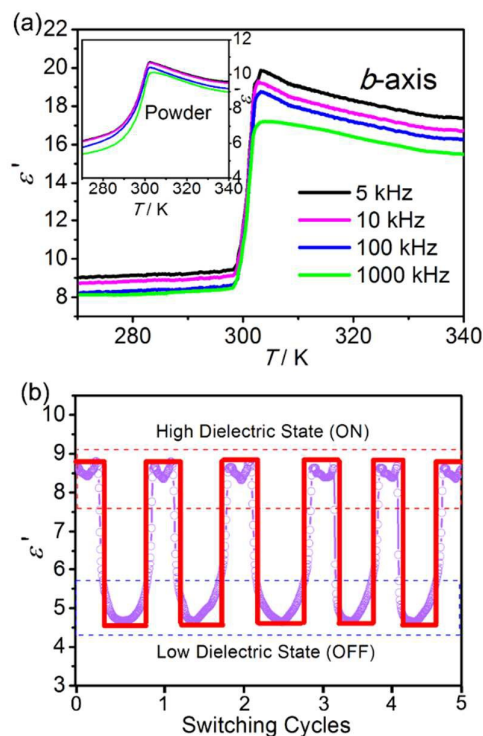 (a)
22
20
18
16
14
12
10
8
ε'
280
300
320
340
T / K
b-axis
5 kHz
10 kHz
100 kHz
1000 kHz
Powder
12
10
8
6
4
ε'
280 300 320 340
T / K
(b)
11
10
9
8
7
6
5
4
3
ε'
High Dielectric State (ON)
Low Dielectric State (OFF)
0 1 2 3 4 5
Switching Cycles